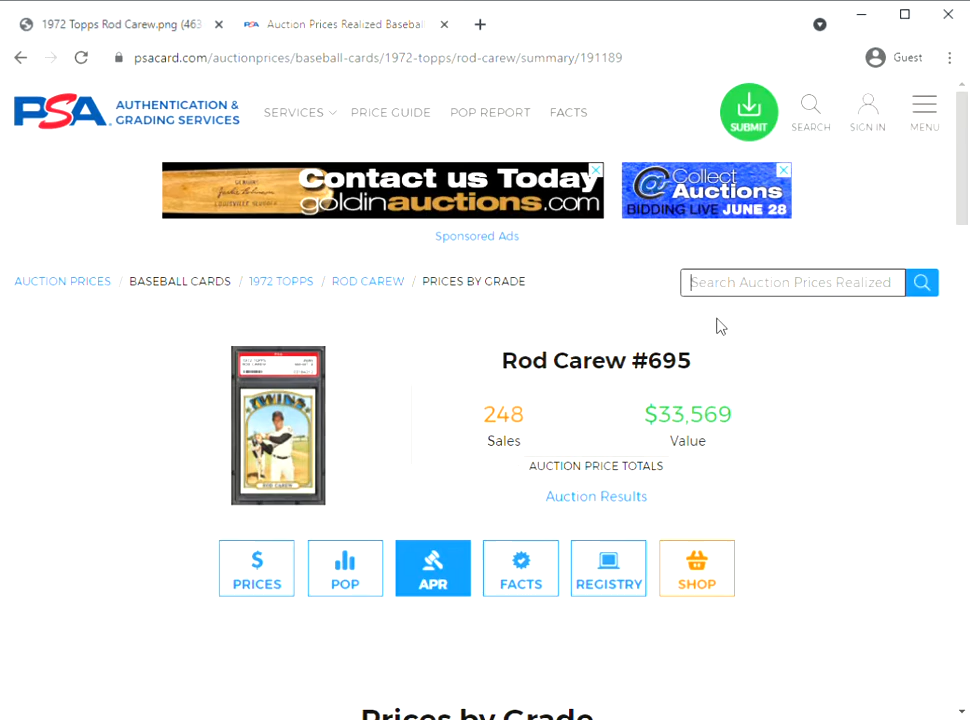 1972 Topps Rod Carew.png (463
Auction Prices Realized Baseball
psacard.com/auctionprices/baseball-cards/1972-topps/rod-carew/summary/191189
Guest
PSA AUTHENTICATION & GRADING SERVICES
SERVICES PRICE GUIDE POP REPORT FACTS
SUBMIT SEARCH SIGN IN MENU
Contact us Today
goldinauctions.com
Collect
Auctions
BIDDING LIVE JUNE 28
Sponsored Ads
AUCTION PRICES / BASEBALL CARDS / 1972 TOPPS / ROD CAREW / PRICES BY GRADE
Search Auction Prices Realized
TWINS
ROD CAREW
Rod Carew #695
248 $33,569
Sales Value
AUCTION PRICE TOTALS
Auction Results
PRICES POP APR FACTS REGISTRY SHOP
Prices by Grade